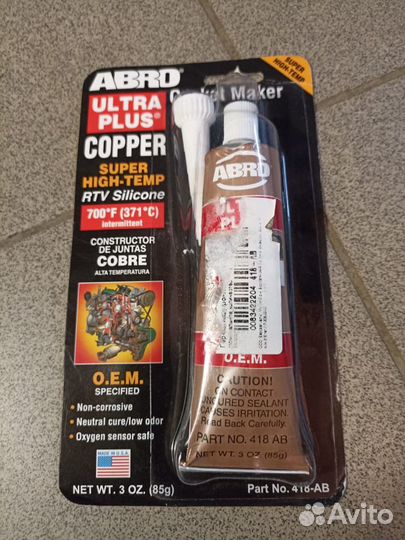 ABRO
SUPER
HIGH-TEMP
ULTRA
PLUS®
Gasket Maker
COPPER
SUPER
HIGH-TEMP
RTV Silicone
700°F (371°C)
intermittent
CONSTRUCTOR
DE JUNTAS
COBRE
ALTA TEMPERATURA
O.E.M.
SPECIFIED
• Non-corrosive
• Neutral cure/low odor
• Oxygen sensor safe
MADE IN U.S.A.
NET WT. 3 OZ. (85g)
Part No. 418-AB
ABRO
O.E.M.
CAUTION!
ON CONTACT
UNCURED SEALANT
CAUSES IRRITATION.
Read Back Carefully.
PART NO. 418 AB
NET WT. 3 OZ (85g)
Avito